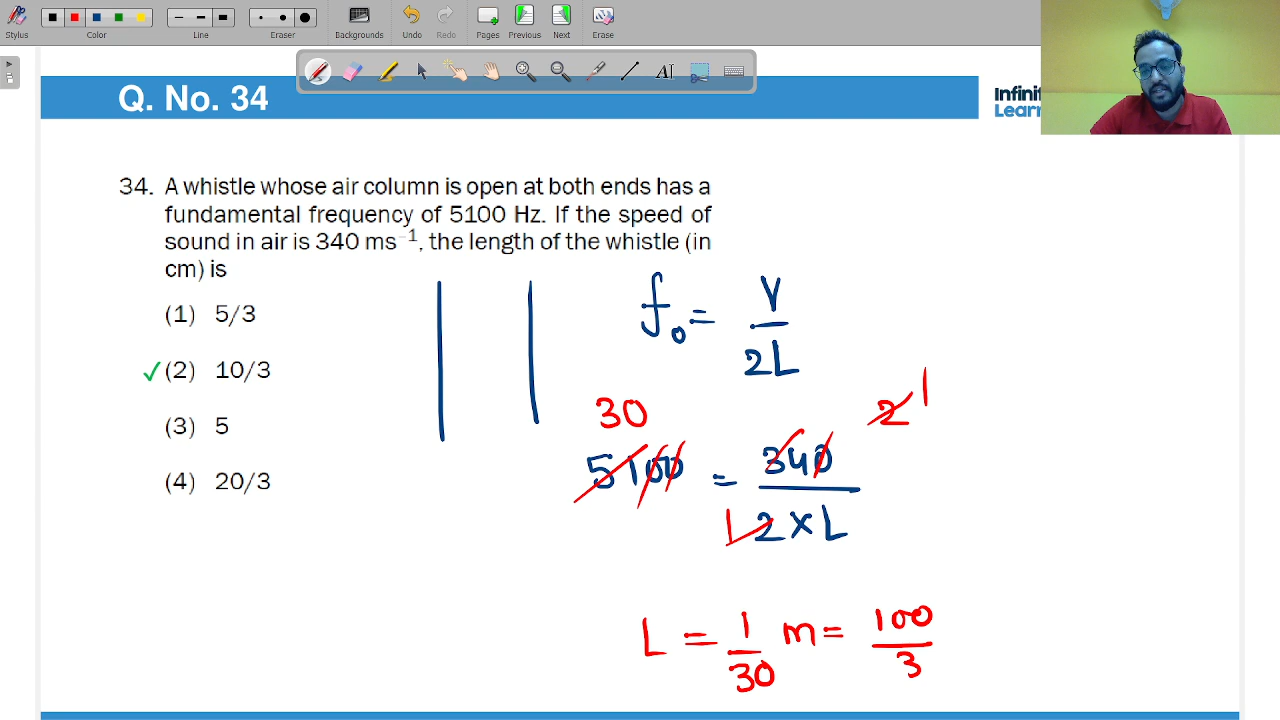 Stylus
Color
Line
Eraser
Backgrounds
Undo
Redo
Pages
Previous
Next
Erase
Q. No. 34
Infinit
Learn
34. A whistle whose air column is open at both ends has a
fundamental frequency of 5100 Hz. If the speed of
sound in air is 340 ms⁻¹, the length of the whistle (in
cm) is
(1) 5/3
✓(2) 10/3
(3) 5
(4) 20/3
f₀ = V/2L
30
2 1
5100 = 340/2×L
1
L = 1/30 m = 100/3